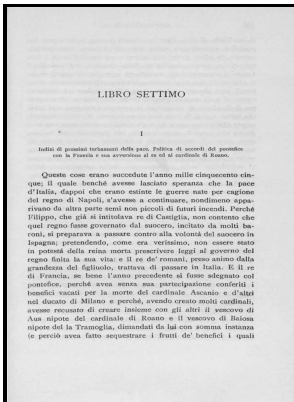 LIBRO SETTIMO
I
Indizi di prossimi turbamenti della pace. Politica di accordi del pontefice
con la Francia e sua avversione al re ed al cardinale di Roano.
Queste cose erano succedute l'anno mille cinquecento cin-
que; il quale benché avesse lasciato speranza che la pace
d'Italia, dappoi che erano estinte le guerre nate per cagione
del regno di Napoli, s'avesse a continuare, nondimeno appa-
rivano da altra parte semi non piccoli di futuri incendi. Perché
Filippo, che già si intitolava re di Castiglia, non contento che
quel regno fusse governato dal suocero, incitato da molti ba-
roni, si preparava a passare contro alla volontà del suocero in
Ispagna; pretendendo, come era verissimo, non essere stato
in potestà della reina morta prescrivere leggi al governo del
regno finita la sua vita: e il re de' romani, preso animo dalla
grandezza del figliuolo, trattava di passare in Italia. E il re
di Francia, se bene l'anno precedente si fusse sdegnato col
pontefice, perché avea senza sua partecipazione conferiti i
benefici vacati per la morte del cardinale Ascanio e d'altri
nel ducato di Milano e perché, avendo creato molti cardinali,
avesse recusato di creare insieme con gli altri il vescovo di
Aus nipote del cardinale di Roano e il vescovo di Baiosa
nipote del la Tramoglia, dimandati da lui con somma instanza
(e perciò avea fatto sequestrare i frutti de' benefici i quali